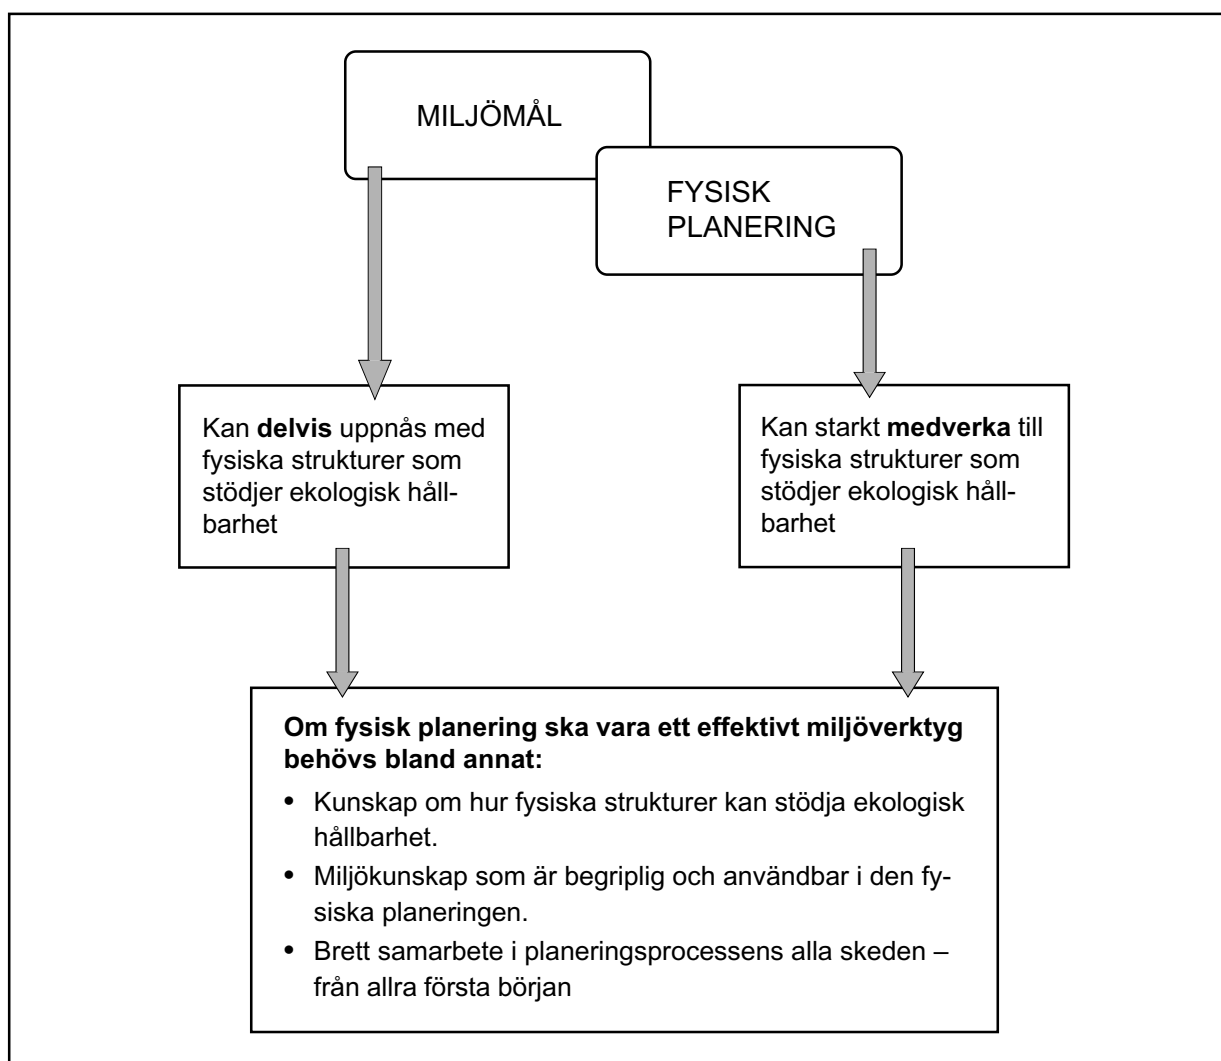 MILJÖMÅL
FYSISK
PLANERING
Kan delvis uppnås med
fysiska strukturer som
stödjer ekologisk håll-
barhet
Kan starkt medverka till
fysiska strukturer som
stödjer ekologisk håll-
barhet
Om fysisk planering ska vara ett effektivt miljöverktyg
behövs bland annat:
• Kunskap om hur fysiska strukturer kan stödja ekologisk
hållbarhet.
• Miljökunskap som är begriplig och användbar i den fy-
siska planeringen.
• Brett samarbete i planeringsprocessens alla skeden –
från allra första början